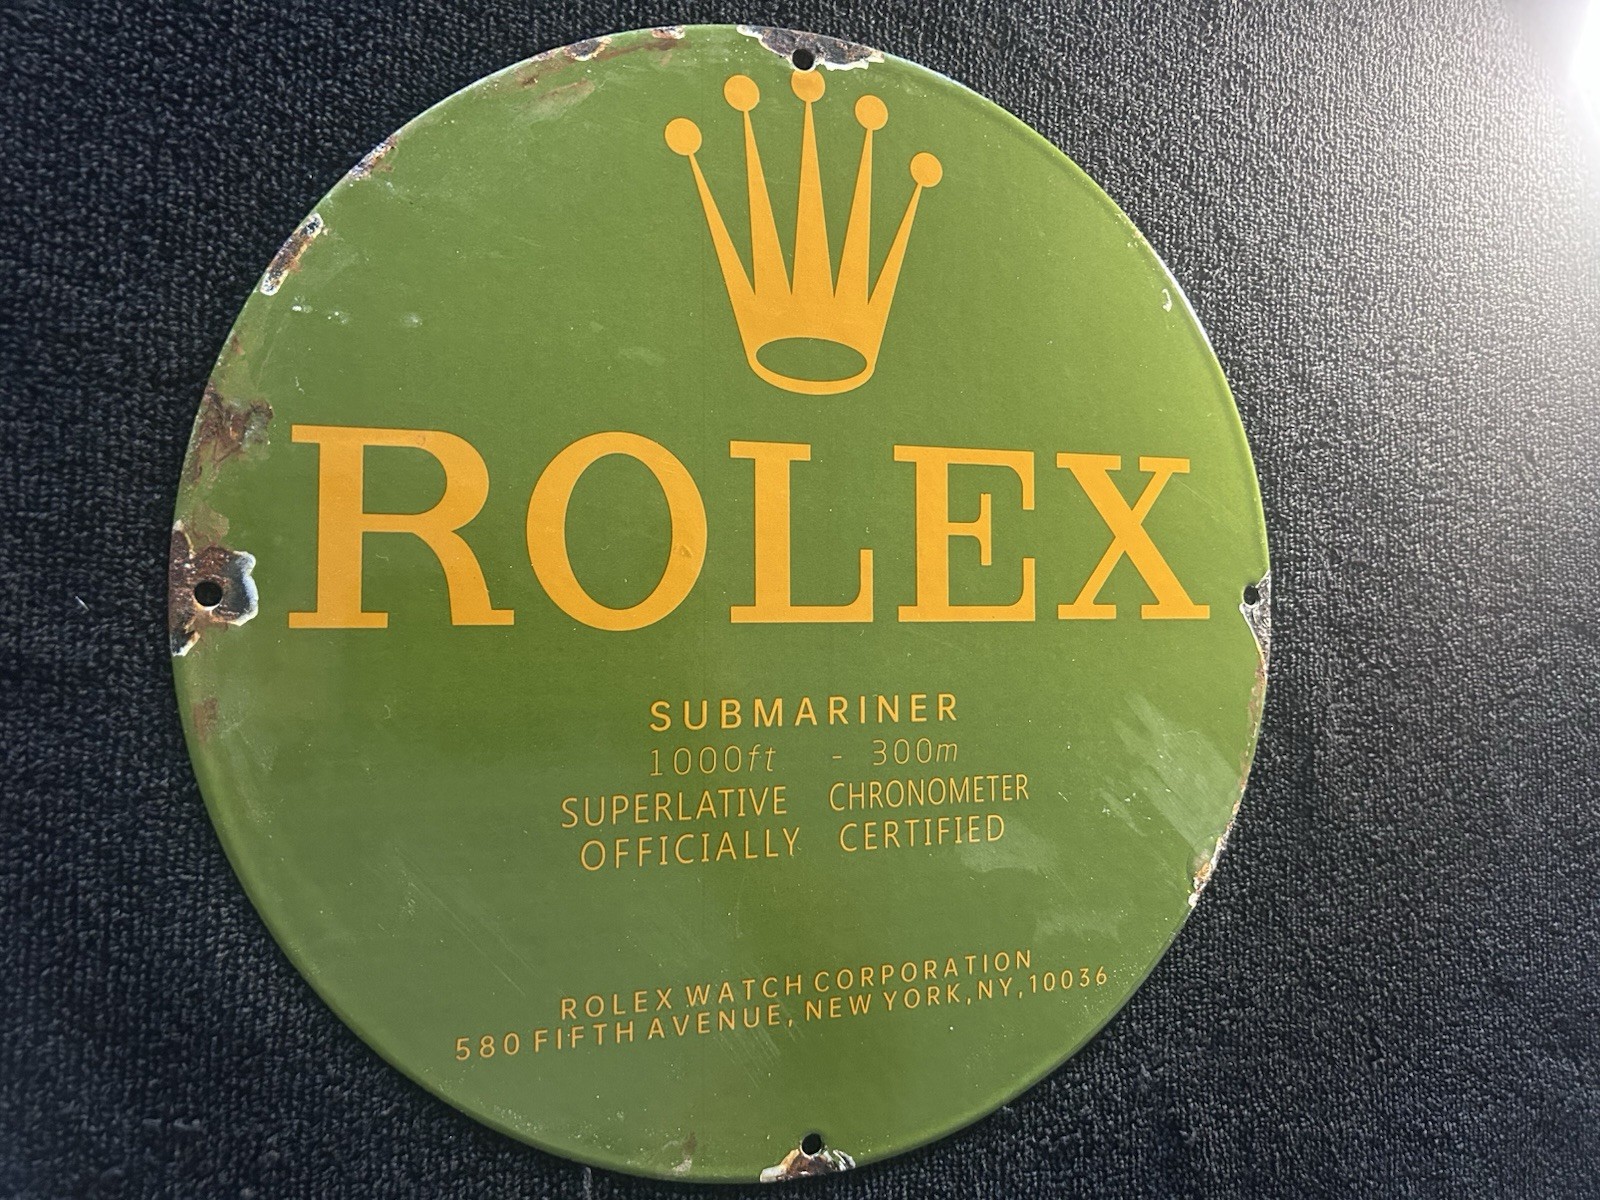 ROLEX
SUBMARINER
1000ft - 300m
SUPERLATIVE CHRONOMETER
OFFICIALLY CERTIFIED
ROLEX WATCH CORPORATION
580 FIFTH AVENUE, NEW YORK, NY, 10036